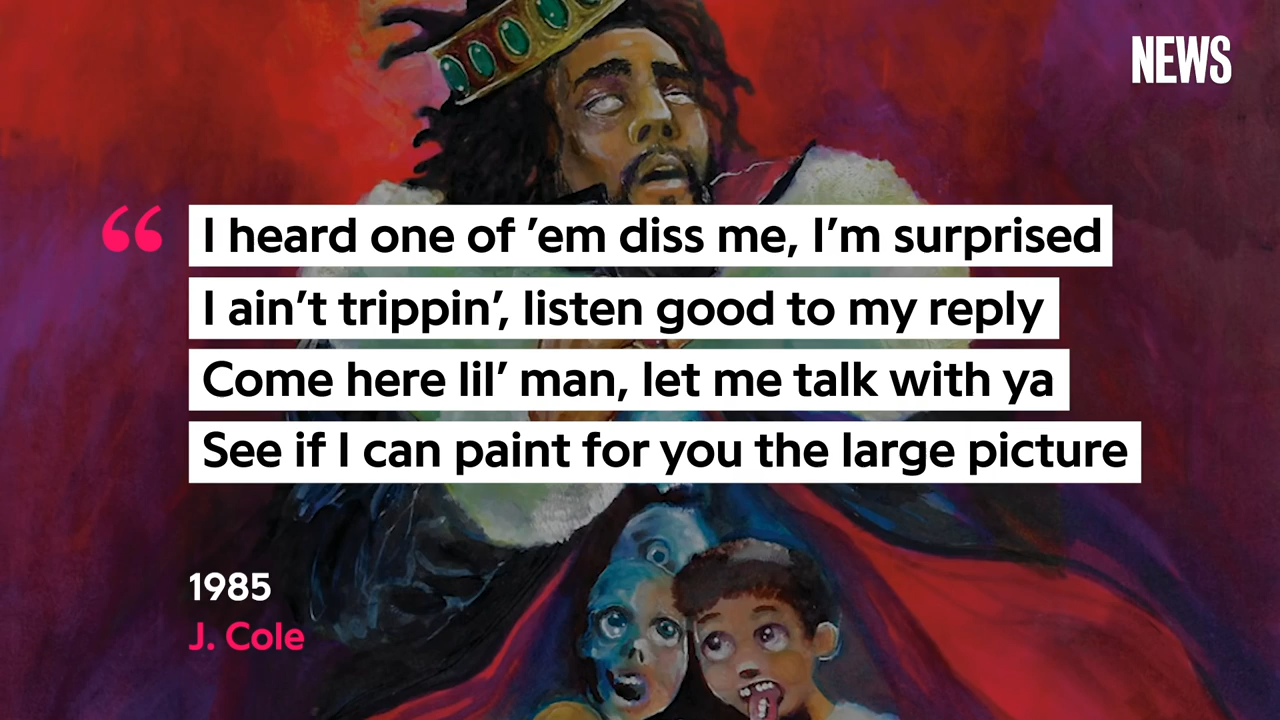 NEWS
“
I heard one of ’em diss me, I’m surprised
I ain’t trippin’, listen good to my reply
Come here lil’ man, let me talk with ya
See if I can paint for you the large picture
1985
J. Cole